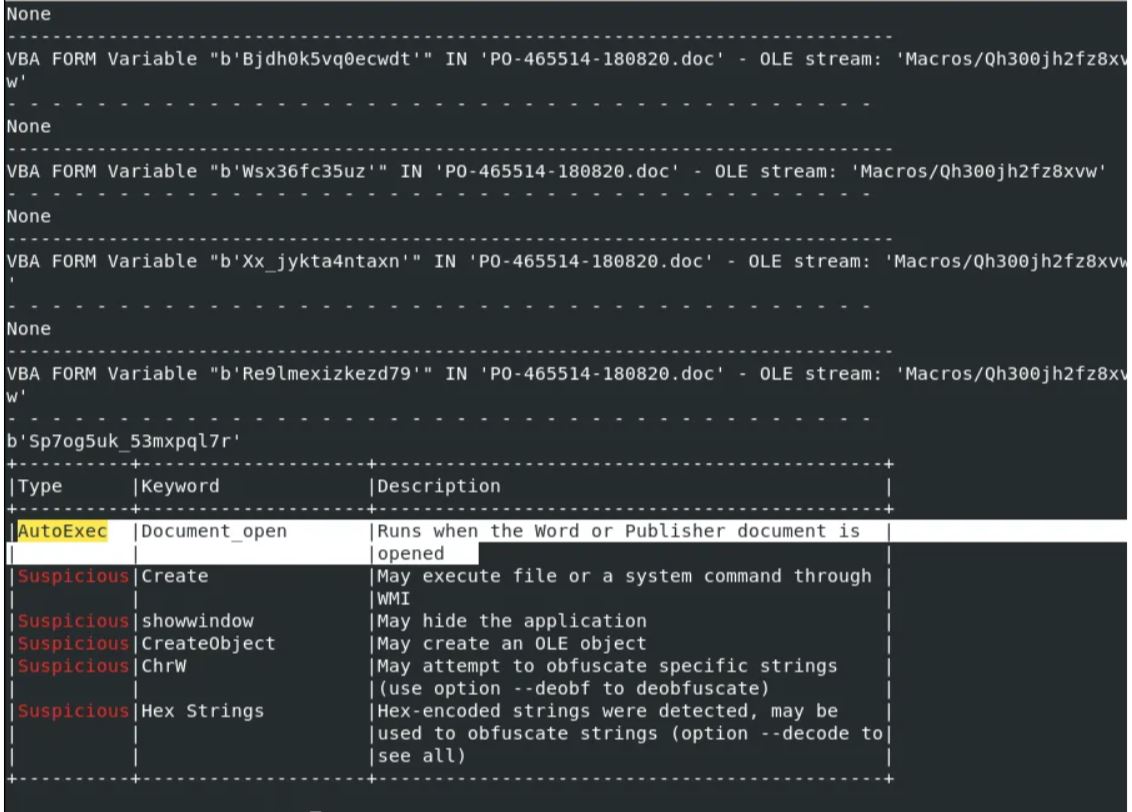 None
--------------------------------------------------------------------------------
VBA FORM Variable "b'Bjdh0k5vq0ecwdt'" IN 'PO-465514-180820.doc' - OLE stream: 'Macros/Qh300jh2fz8xv
w'
- - - - - - - - - - - - - - - - - - - - - - - - - - - - - - - - - - - - - - -
None
--------------------------------------------------------------------------------
VBA FORM Variable "b'Wsx36fc35uz'" IN 'PO-465514-180820.doc' - OLE stream: 'Macros/Qh300jh2fz8xvw'
- - - - - - - - - - - - - - - - - - - - - - - - - - - - - - - - - - - - - - -
None
--------------------------------------------------------------------------------
VBA FORM Variable "b'Xx_jykta4ntaxn'" IN 'PO-465514-180820.doc' - OLE stream: 'Macros/Qh300jh2fz8xvw
'
- - - - - - - - - - - - - - - - - - - - - - - - - - - - - - - - - - - - - - -
None
--------------------------------------------------------------------------------
VBA FORM Variable "b'Re9lmexizkezd79'" IN 'PO-465514-180820.doc' - OLE stream: 'Macros/Qh300jh2fz8xv
w'
- - - - - - - - - - - - - - - - - - - - - - - - - - - - - - - - - - - - - - -
b'Sp7og5uk_53mxpql7r'
+----------+--------------------+---------------------------------------------+
|Type      |Keyword             |Description                                  |
+----------+--------------------+---------------------------------------------+
|AutoExec  |Document_open       |Runs when the Word or Publisher document is  |
|          |                    |opened                                       |
|Suspicious|Create              |May execute file or a system command through |
|          |                    |WMI                                          |
|Suspicious|showwindow          |May hide the application                     |
|Suspicious|CreateObject        |May create an OLE object                     |
|Suspicious|ChrW                |May attempt to obfuscate specific strings    |
|          |                    |(use option --deobf to deobfuscate)          |
|Suspicious|Hex Strings         |Hex-encoded strings were detected, may be    |
|          |                    |used to obfuscate strings (option --decode to|
|          |                    |see all)                                     |
+----------+--------------------+---------------------------------------------+